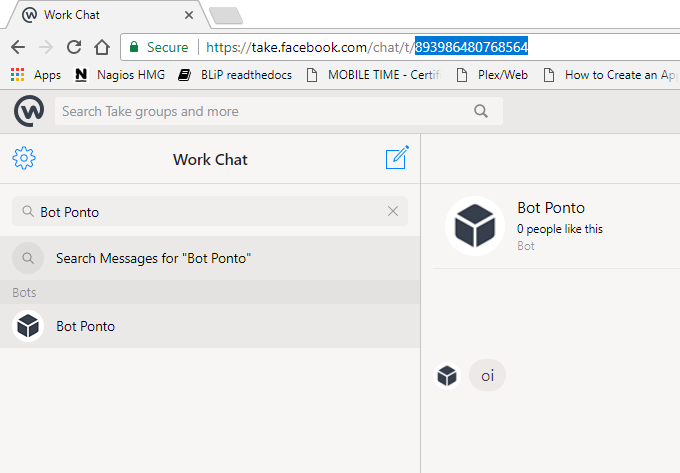 Work Chat
Secure https://take.facebook.com/chat/t/893986480768564
Apps Nagios HMG BLiP readthedocs MOBILE TIME - Certif Plex/Web How to Create an Ap
Search Take groups and more
Work Chat
Bot Ponto
Search Messages for "Bot Ponto"
Bots
Bot Ponto
Bot Ponto
0 people like this
Bot
oi